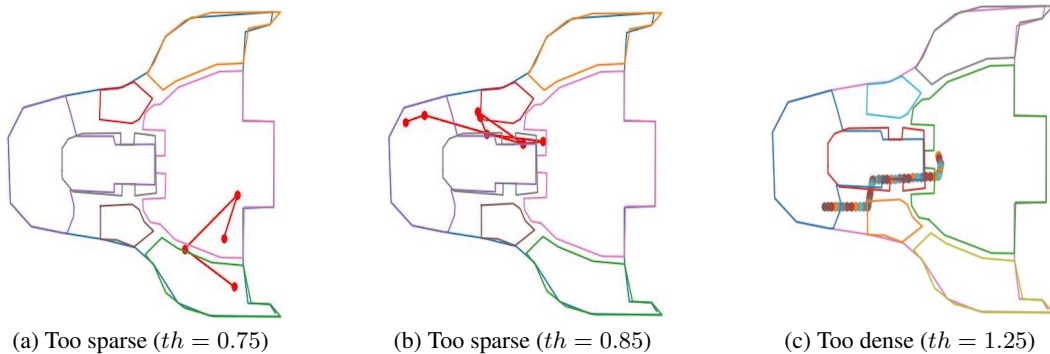 (a) Too sparse (th = 0.75)
(b) Too sparse (th = 0.85)
(c) Too dense (th = 1.25)